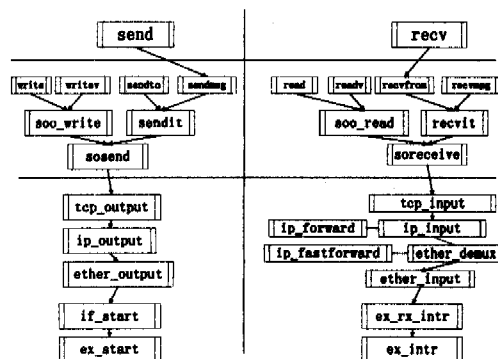 send recv
write writev sendto sendmsg read readv recvfrom recvmsg
soo_write sendit soo_read recvit
sosend soreceive
tcp_output tcp_input
ip_output ip_forward ip_input
ip_fastforward ether_demux
ether_output ether_input
if_start ex_rx_intr
ex_start ex_intr